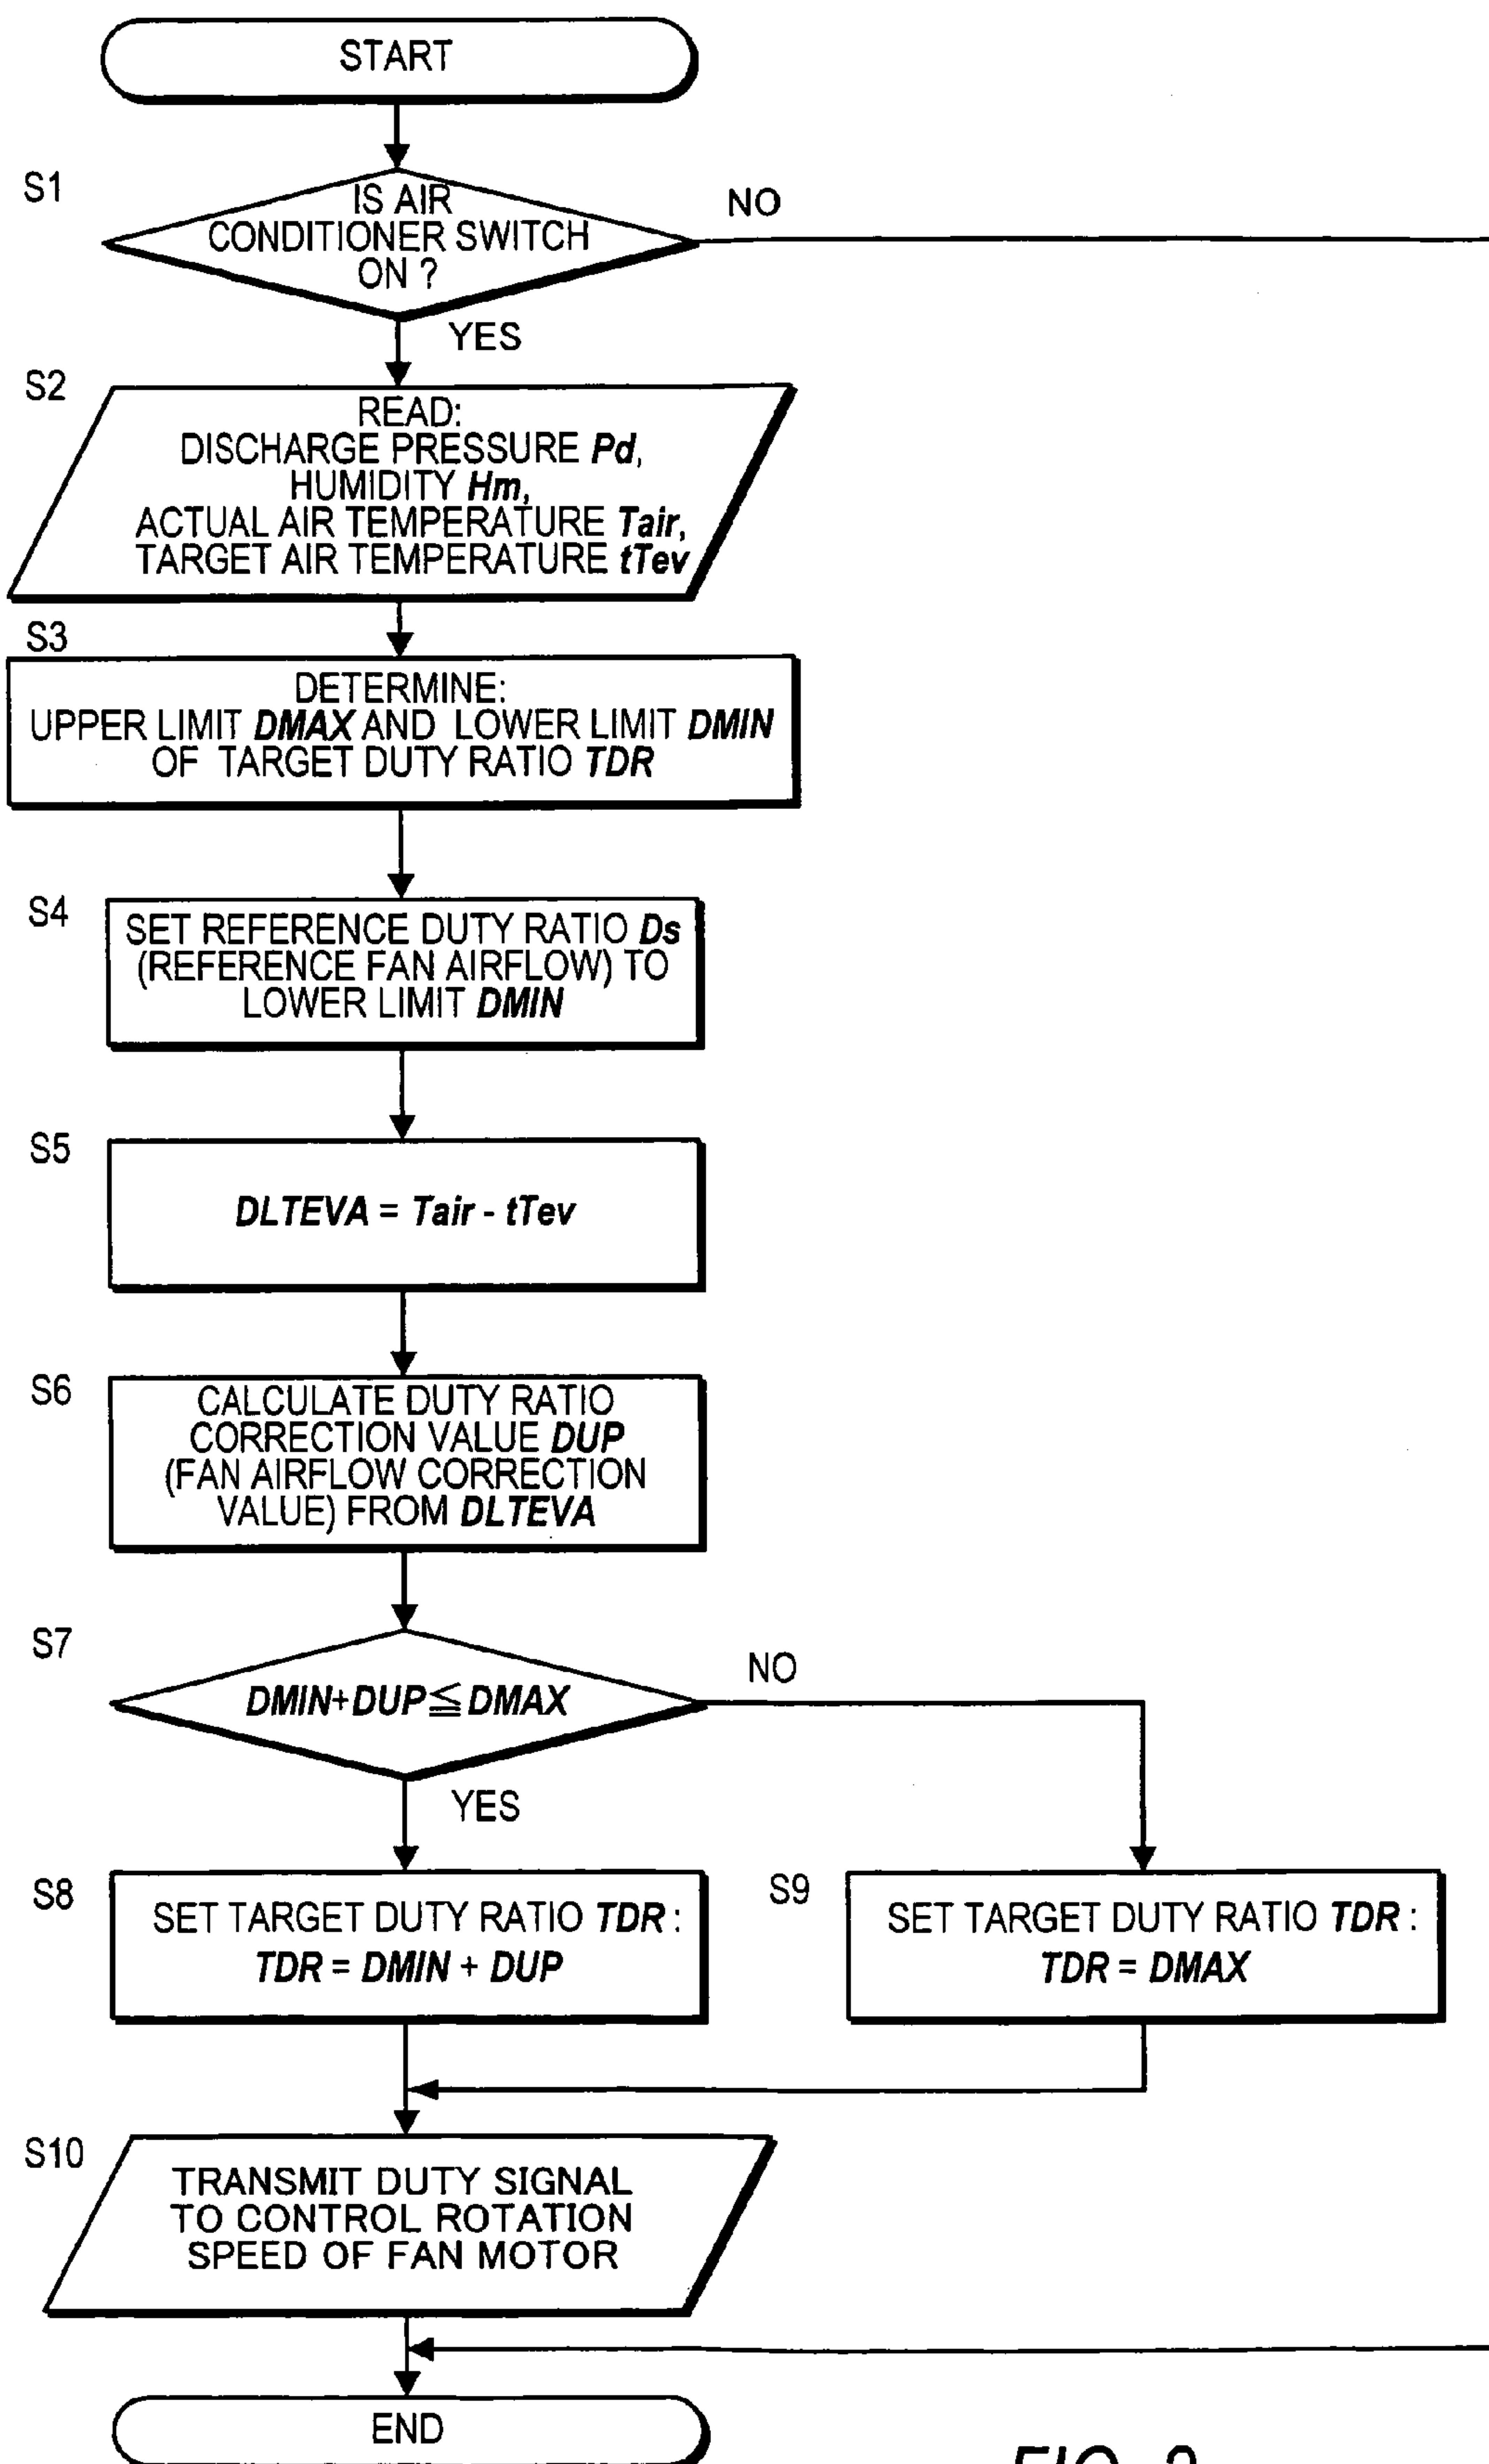 START
S1
IS AIR
CONDITIONER SWITCH
ON ?
NO
YES
S2
READ:
DISCHARGE PRESSURE Pd,
HUMIDITY Hm,
ACTUAL AIR TEMPERATURE Tair,
TARGET AIR TEMPERATURE tTev
S3
DETERMINE:
UPPER LIMIT DMAX AND LOWER LIMIT DMIN
OF TARGET DUTY RATIO TDR
S4
SET REFERENCE DUTY RATIO Ds
(REFERENCE FAN AIRFLOW) TO
LOWER LIMIT DMIN
S5
DLTEVA = Tair - tTev
S6
CALCULATE DUTY RATIO
CORRECTION VALUE DUP
(FAN AIRFLOW CORRECTION
VALUE) FROM DLTEVA
S7
DMIN+DUP≦DMAX
NO
YES
S8
SET TARGET DUTY RATIO TDR :
TDR = DMIN + DUP
S9
SET TARGET DUTY RATIO TDR :
TDR = DMAX
S10
TRANSMIT DUTY SIGNAL
TO CONTROL ROTATION
SPEED OF FAN MOTOR
END